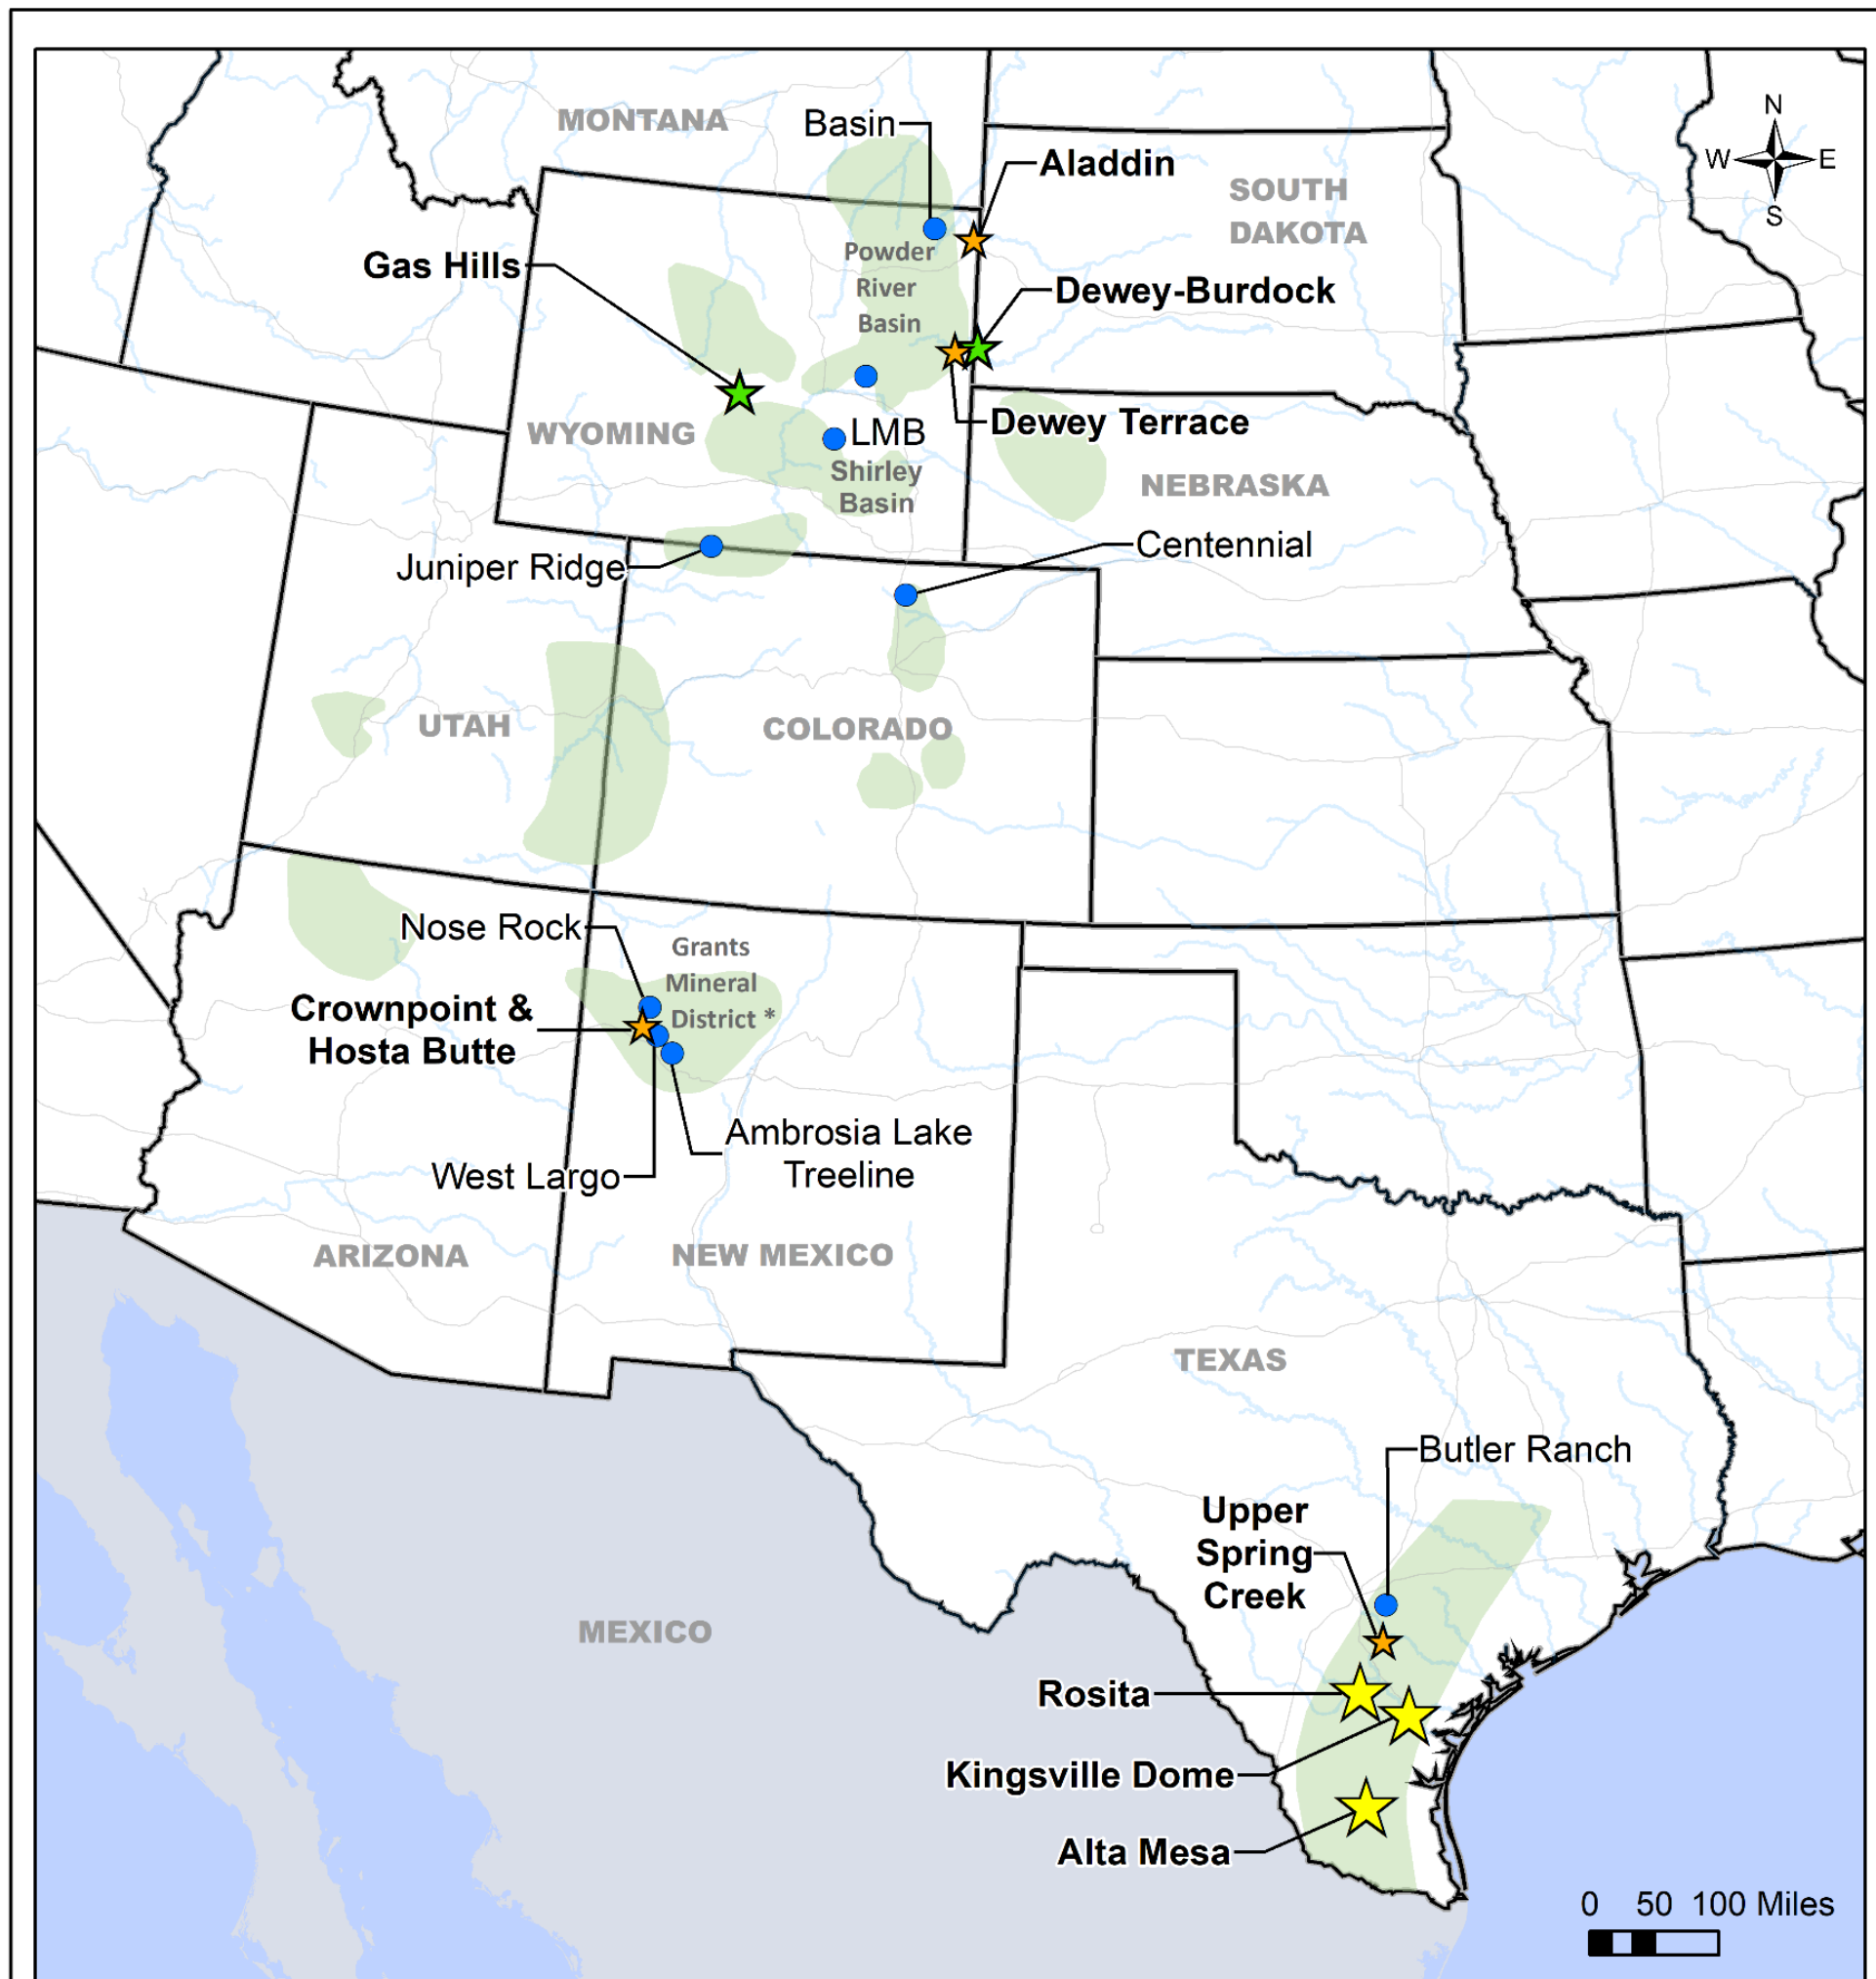 MONTANA
Basin
N
W
E
S
Aladdin
SOUTH
DAKOTA
Gas Hills
Powder
River
Basin
Dewey-Burdock
WYOMING
LMB
Dewey Terrace
Shirley
Basin
NEBRASKA
Juniper Ridge
Centennial
UTAH
COLORADO
Nose Rock
Grants
Mineral
District *
Crownpoint &
Hosta Butte
Ambrosia Lake
Treeline
West Largo
ARIZONA
NEW MEXICO
TEXAS
Butler Ranch
Upper
Spring
Creek
MEXICO
Rosita
Kingsville Dome
Alta Mesa
0 50 100 Miles